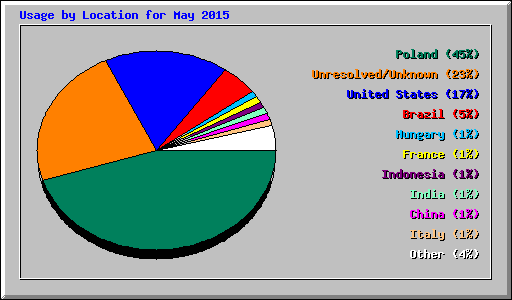 Usage by Location for May 2015
Poland (45%)
Unresolved/Unknown (23%)
United States (17%)
Brazil (5%)
Hungary (1%)
France (1%)
Indonesia (1%)
India (1%)
China (1%)
Italy (1%)
Other (4%)